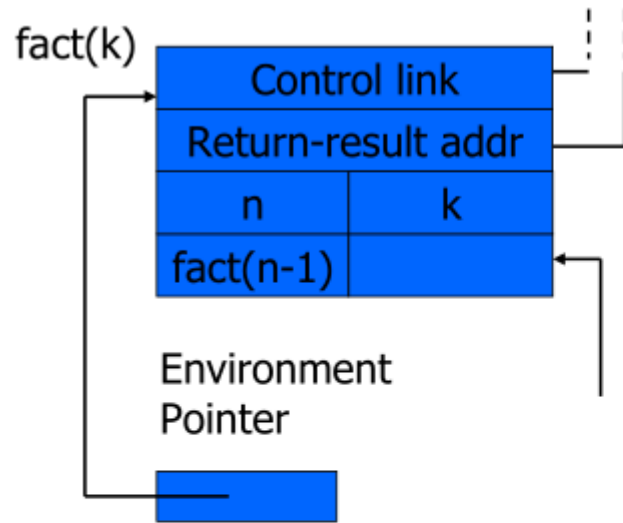 fact(k)
Control link
Return-result addr
n k
fact(n-1)
Environment
Pointer